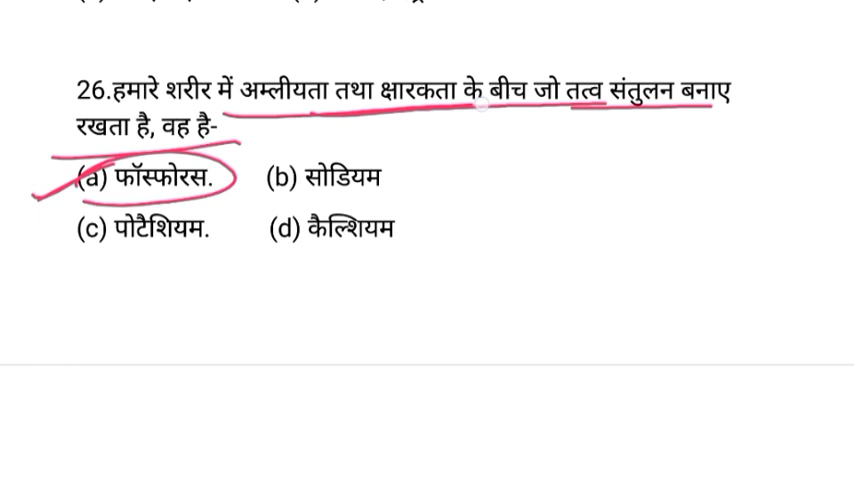 26.हमारे शरीर में अम्लीयता तथा क्षारकता के बीच जो तत्व संतुलन बनाए
रखता है, वह है-
(a) फॉस्फोरस. (b) सोडियम
(c) पोटैशियम. (d) कैल्शियम